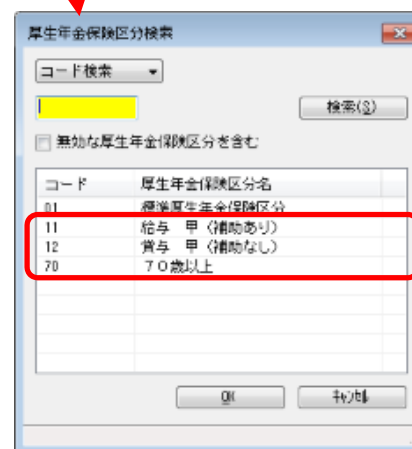 厚生年金保険区分検索
コード検索
検索(S)
無効な厚生年金保険区分を含む
コード 厚生年金保険区分名
01 標準厚生年金保険区分
11 給与 甲(補助あり)
12 賞与 甲(補助なし)
70 70歳以上
OK キャンセル